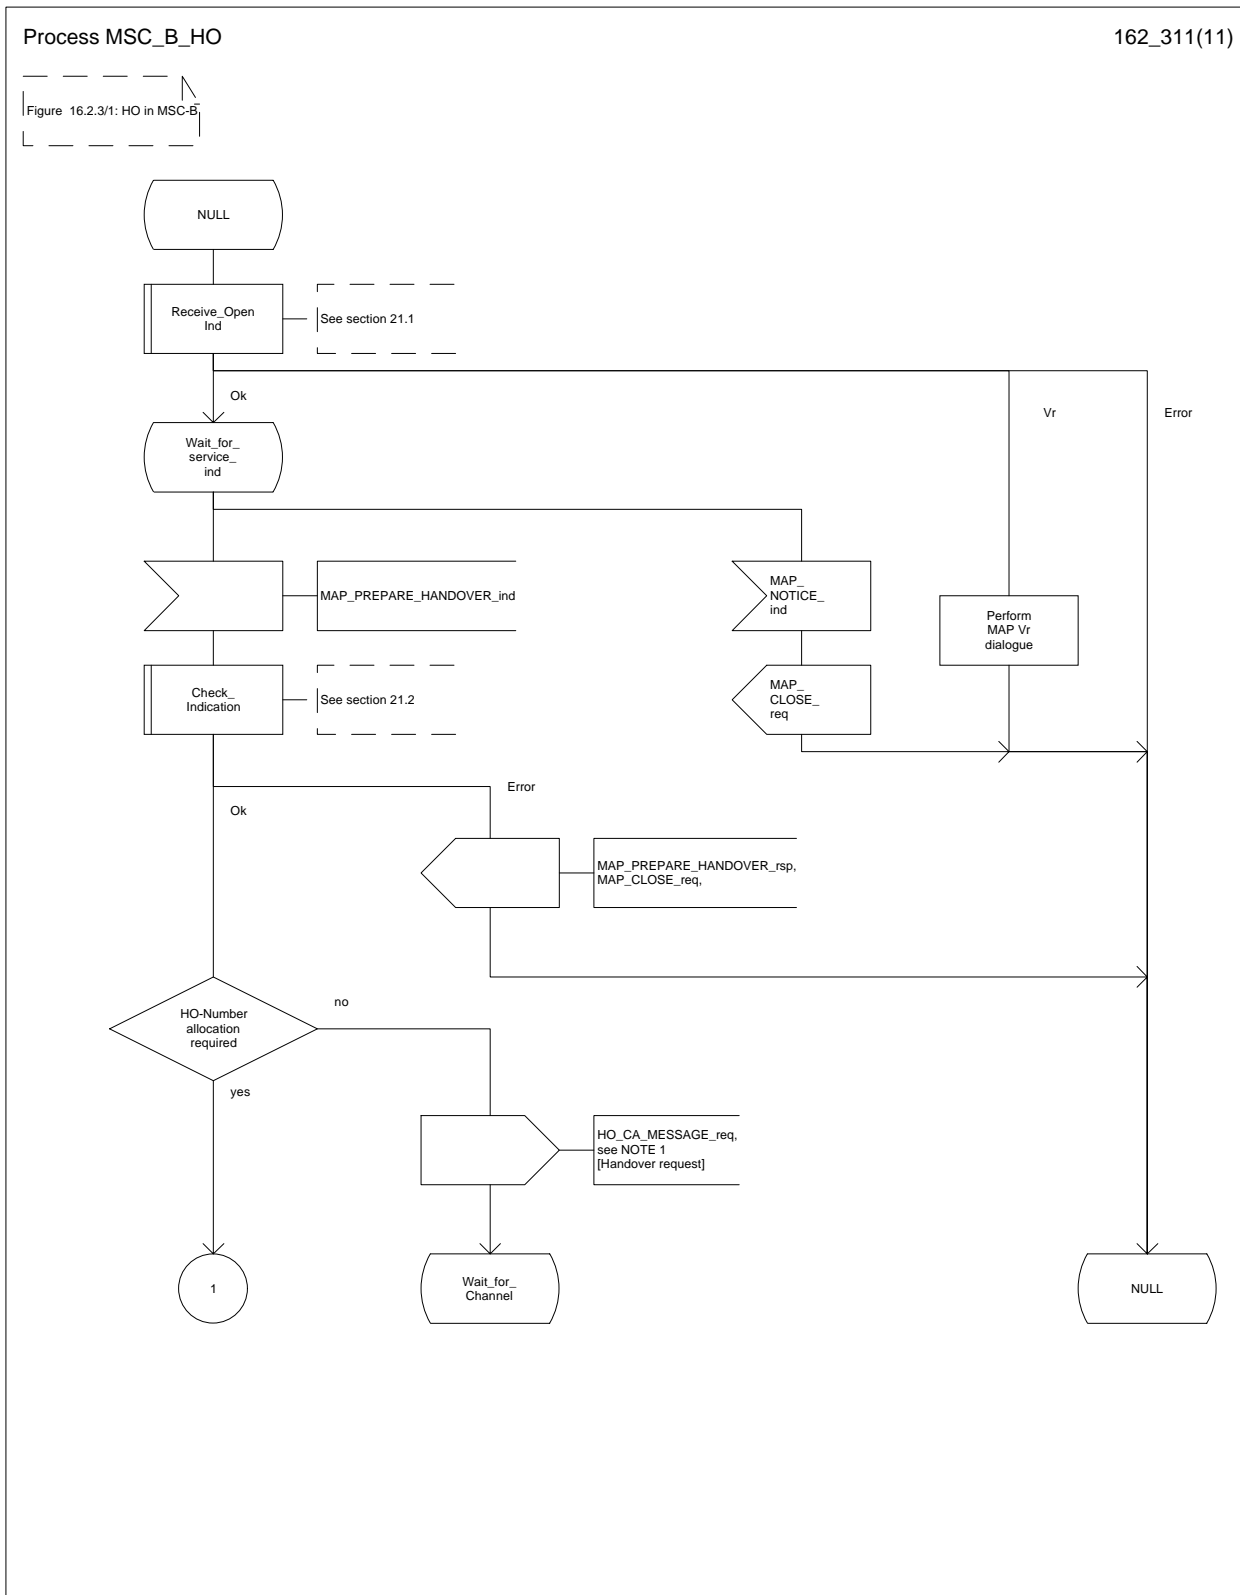 Process MSC_B_HO
162_311(11)
Figure 16.2.3/1: HO in MSC-B
NULL
Receive_Open
Ind
See section 21.1
Ok
Vr
Error
Wait_for_
service_
ind
MAP_PREPARE_HANDOVER_ind
MAP_
NOTICE_
ind
Perform
MAP Vr
dialogue
Check_
Indication
See section 21.2
MAP_
CLOSE_
req
Error
Ok
MAP_PREPARE_HANDOVER_rsp,
MAP_CLOSE_req,
HO-Number
allocation
required
no
yes
HO_CA_MESSAGE_req,
see NOTE 1
[Handover request]
1
Wait_for_
Channel
NULL